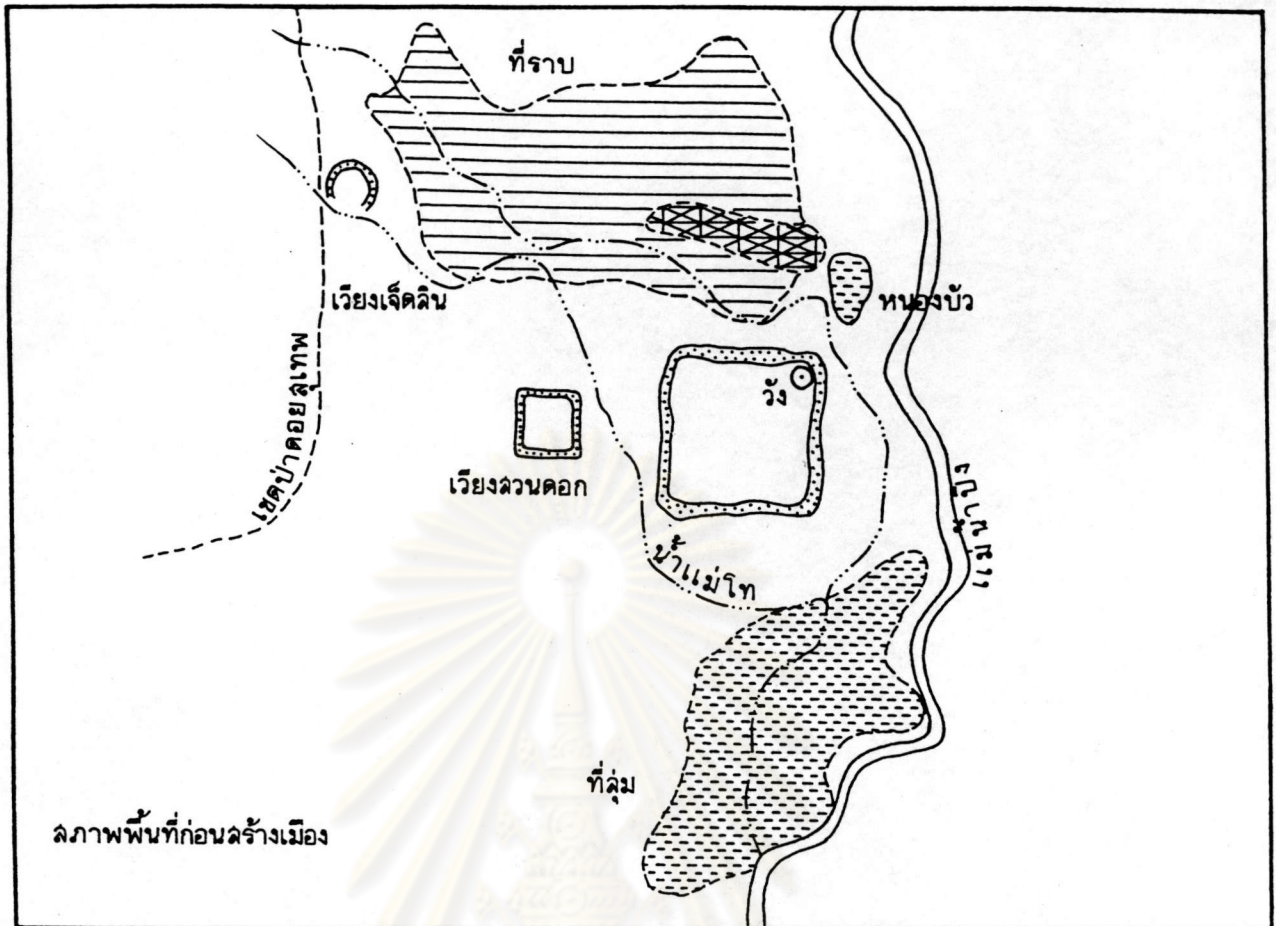 ที่ราบ
เวียงเจ็ดลิน
หนองบัว
วัง
เขตป่าดอยสุเทพ
เวียงสวนดอก
แม่น้ำปิง
น้ำแม่โท
ที่ลุ่ม
สภาพพื้นที่ก่อนสร้างเมือง